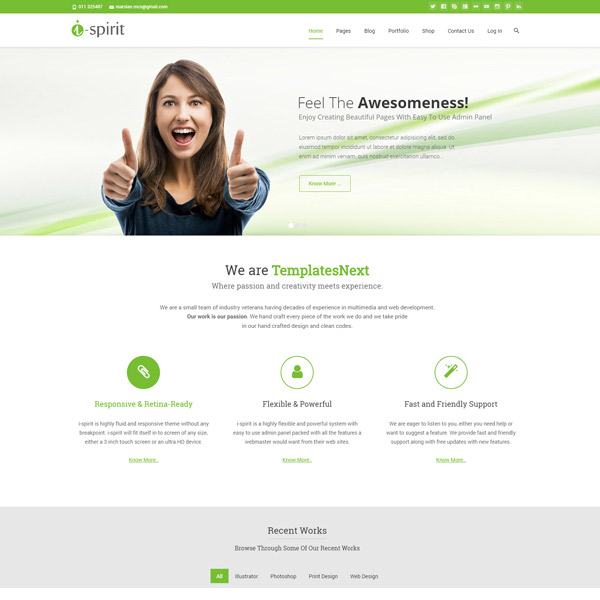 011 325487 marsian.mcn@gmail.com
i-spirit
Home Pages Blog Portfolio Shop Contact Us Log In
Feel The Awesomeness!
Enjoy Creating Beautiful Pages With Easy To Use Admin Panel
Lorem ipsum dolor sit amet, consectetur adipisicing elit, sed do
eiusmod tempor incididunt ut labore et dolore magna aliqua. Ut
enim ad minim veniam, quis nostrud exercitation ullamco...
Know More ...
We are TemplatesNext
Where passion and creativity meets experience.
We are a small team of industry veterans having decades of experience in multimedia and web development.
Our work is our passion. We hand craft every piece of the work we do and we take pride
in our hand crafted design and clean codes.
Responsive & Retina-Ready
i-spirit is highly fluid and responsive theme without any
breakpoint. i-spirit will fit itself in to screen of any size,
either a 3 inch touch screen or an ultra HD device.
Know More..
Flexible & Powerful
i-spirit is a highly flexible and powerful system with
easy to use admin panel packed with all the features a
webmaster would want from their web sites.
Know More..
Fast and Friendly Support
We are eager to listen to you, either you need help or
want to suggest a feature. We provide fast and friendly
support along with free updates with new features.
Know More..
Recent Works
Browse Through Some Of Our Recent Works
All Illustrator Photoshop Print Design Web Design